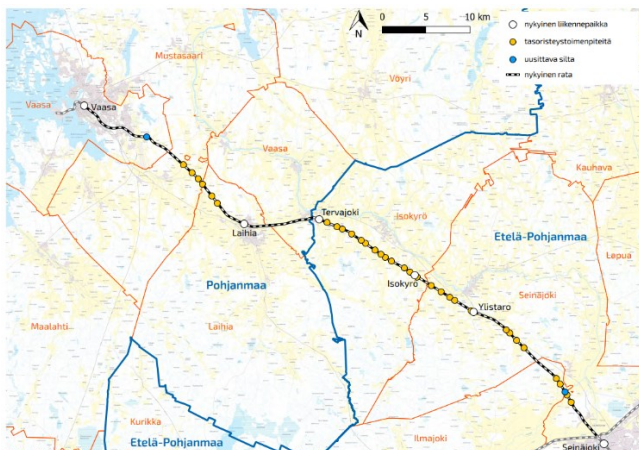 N
0 5 10 km
nykyinen liikennepaikka
tasoristeystoimenpiteitä
uusittava silta
nykyinen rata
Mustasaari
Vöyri
Vaasa
Vaasa
Vaasa
Kauhava
Tervajoki
Isokyrö
Laihia
Etelä-Pohjanmaa
Lapua
Pohjanmaa
Isokyrö
Seinäjoki
Ylistaro
Maalahti
Laihia
Kurikka
Etelä-Pohjanmaa
Ilmajoki
Seinäjoki